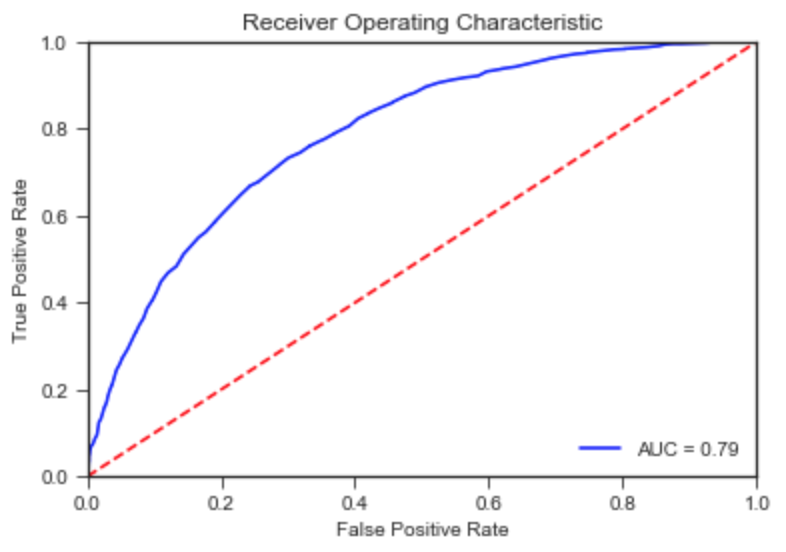 Receiver Operating Characteristic
1.0
0.8
0.6
0.4
0.2
0.0
True Positive Rate
AUC = 0.79
0.0 0.2 0.4 0.6 0.8 1.0
False Positive Rate